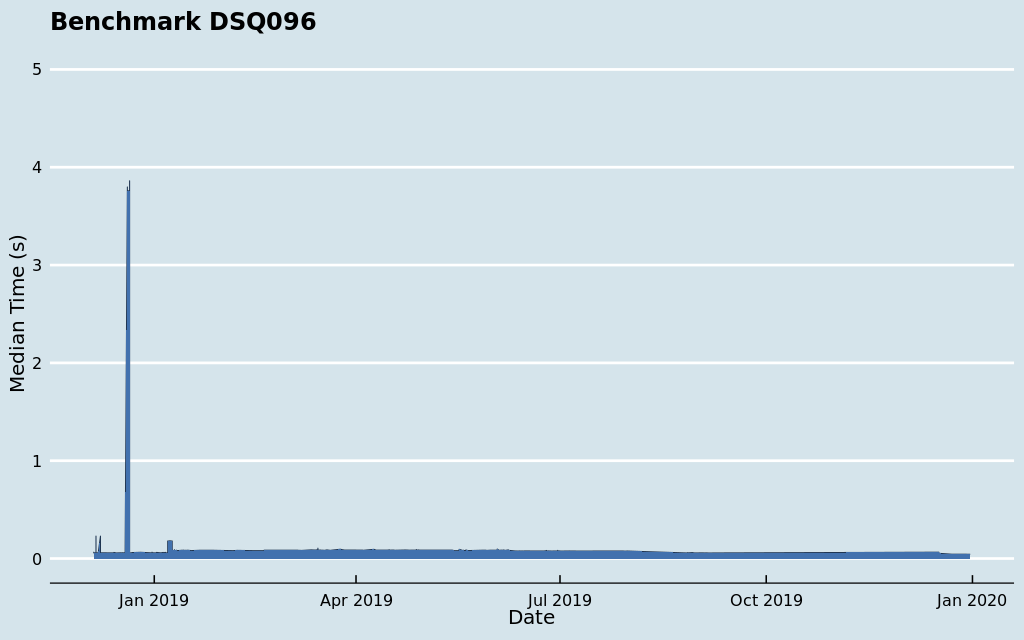 Benchmark DSQ096
Median Time (s)
5
4
3
2
1
0
Jan 2019
Apr 2019
Jul 2019
Oct 2019
Jan 2020
Date